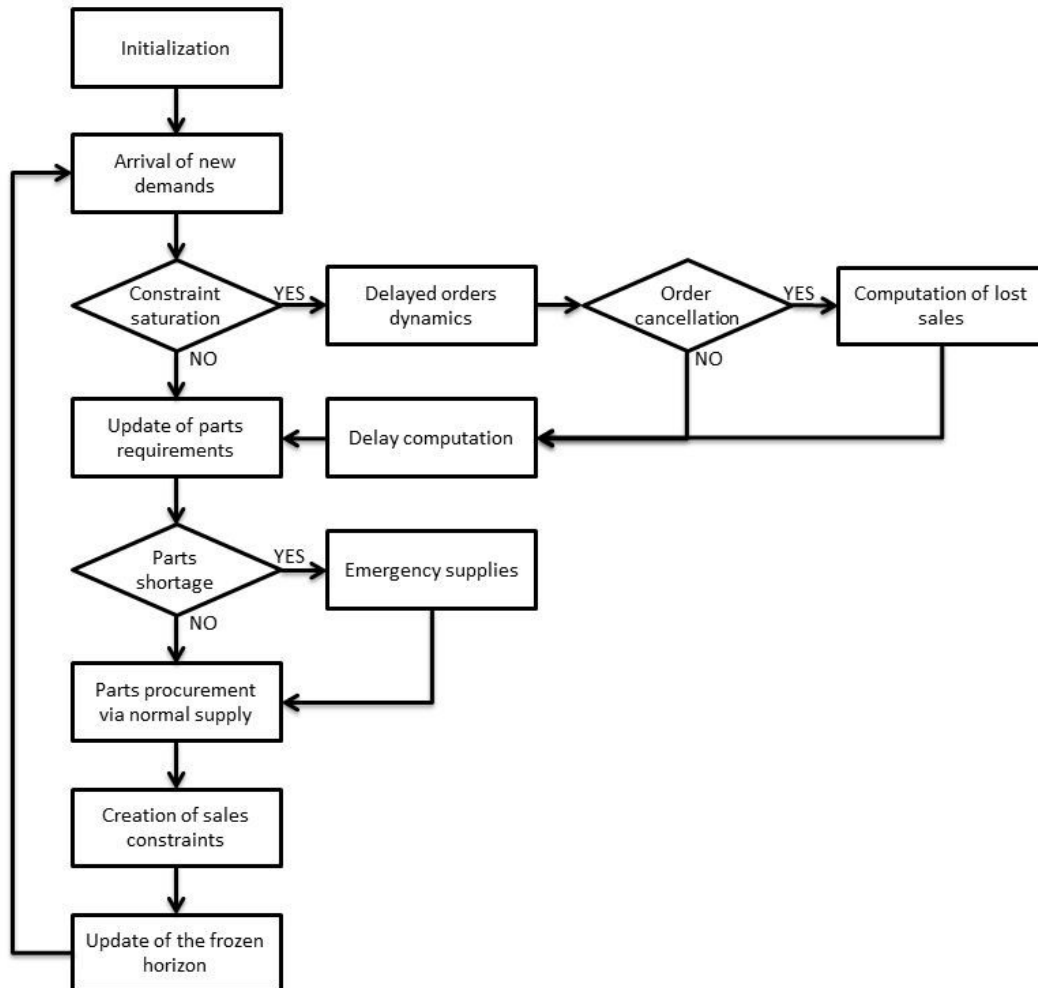 Initialization
Arrival of new
demands
Constraint
saturation
YES
Delayed orders
dynamics
Order
cancellation
YES
Computation of lost
sales
NO
NO
Update of parts
requirements
Delay computation
Parts
shortage
YES
Emergency supplies
NO
Parts procurement
via normal supply
Creation of sales
constraints
Update of the frozen
horizon